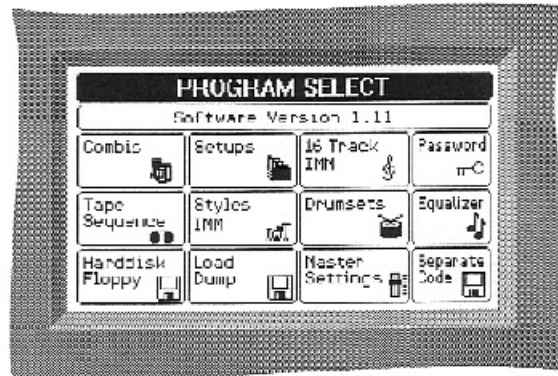 PROGRAM SELECT
Software Version 1.11
Combis
Setups
16 Track
IMM
Password
Tape
Sequence
Styles
IMM
Drumsets
Equalizer
Harddisk
Floppy
Load
Dump
Master
Settings
Separate
Code